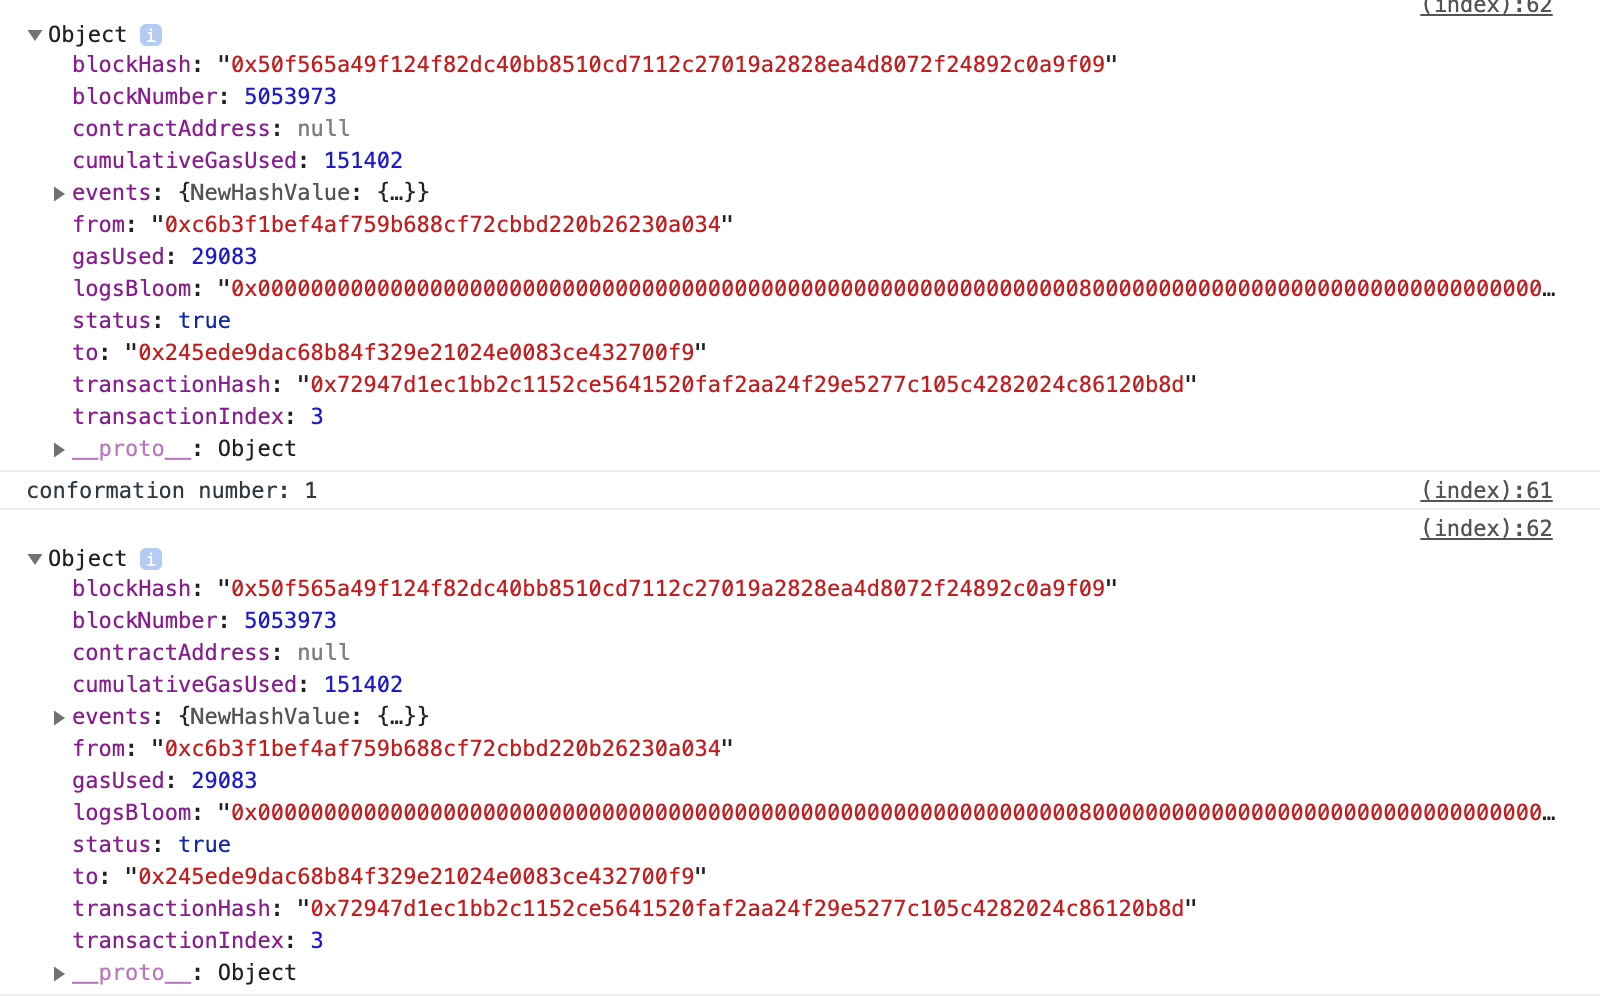 (index):62
Object i
blockHash: "0x50f565a49f124f82dc40bb8510cd7112c27019a2828ea4d8072f24892c0a9f09"
blockNumber: 5053973
contractAddress: null
cumulativeGasUsed: 151402
events: {NewHashValue: {…}}
from: "0xc6b3f1bef4af759b688cf72cbbd220b26230a034"
gasUsed: 29083
logsBloom: "0x00000000000000000000000000000000000000000000000000000000000000800000000000000000000000000000000000…
status: true
to: "0x245ede9dac68b84f329e21024e0083ce432700f9"
transactionHash: "0x72947d1ec1bb2c1152ce5641520faf2aa24f29e5277c105c4282024c86120b8d"
transactionIndex: 3
__proto__: Object
conformation number: 1 (index):61
(index):62
Object i
blockHash: "0x50f565a49f124f82dc40bb8510cd7112c27019a2828ea4d8072f24892c0a9f09"
blockNumber: 5053973
contractAddress: null
cumulativeGasUsed: 151402
events: {NewHashValue: {…}}
from: "0xc6b3f1bef4af759b688cf72cbbd220b26230a034"
gasUsed: 29083
logsBloom: "0x00000000000000000000000000000000000000000000000000000000000000800000000000000000000000000000000000…
status: true
to: "0x245ede9dac68b84f329e21024e0083ce432700f9"
transactionHash: "0x72947d1ec1bb2c1152ce5641520faf2aa24f29e5277c105c4282024c86120b8d"
transactionIndex: 3
__proto__: Object